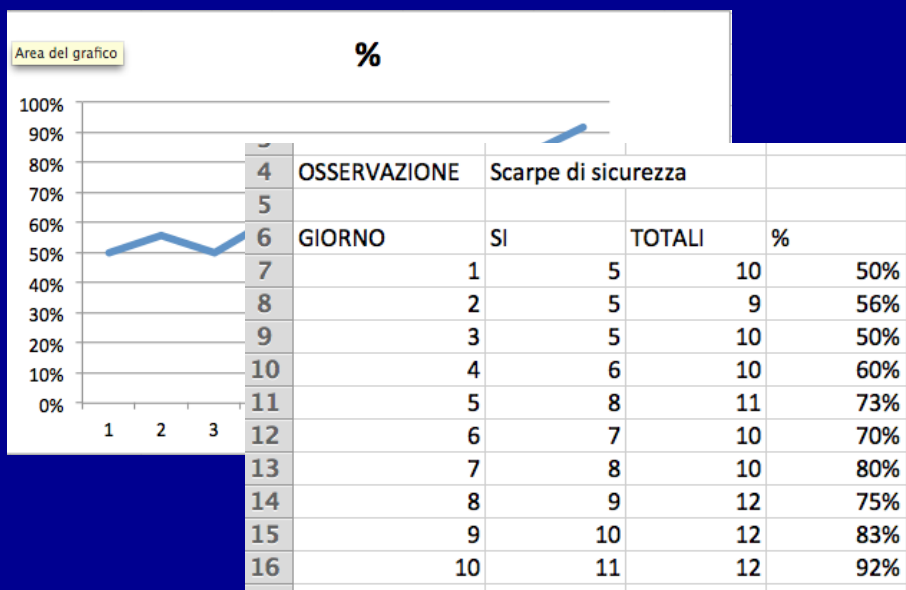 Area del grafico
%
100%
90%
80%
70%
60%
50%
40%
30%
20%
10%
0%
1 2 3
4 OSSERVAZIONE Scarpe di sicurezza
5
6 GIORNO SI TOTALI %
7 1 5 10 50%
8 2 5 9 56%
9 3 5 10 50%
10 4 6 10 60%
11 5 8 11 73%
12 6 7 10 70%
13 7 8 10 80%
14 8 9 12 75%
15 9 10 12 83%
16 10 11 12 92%